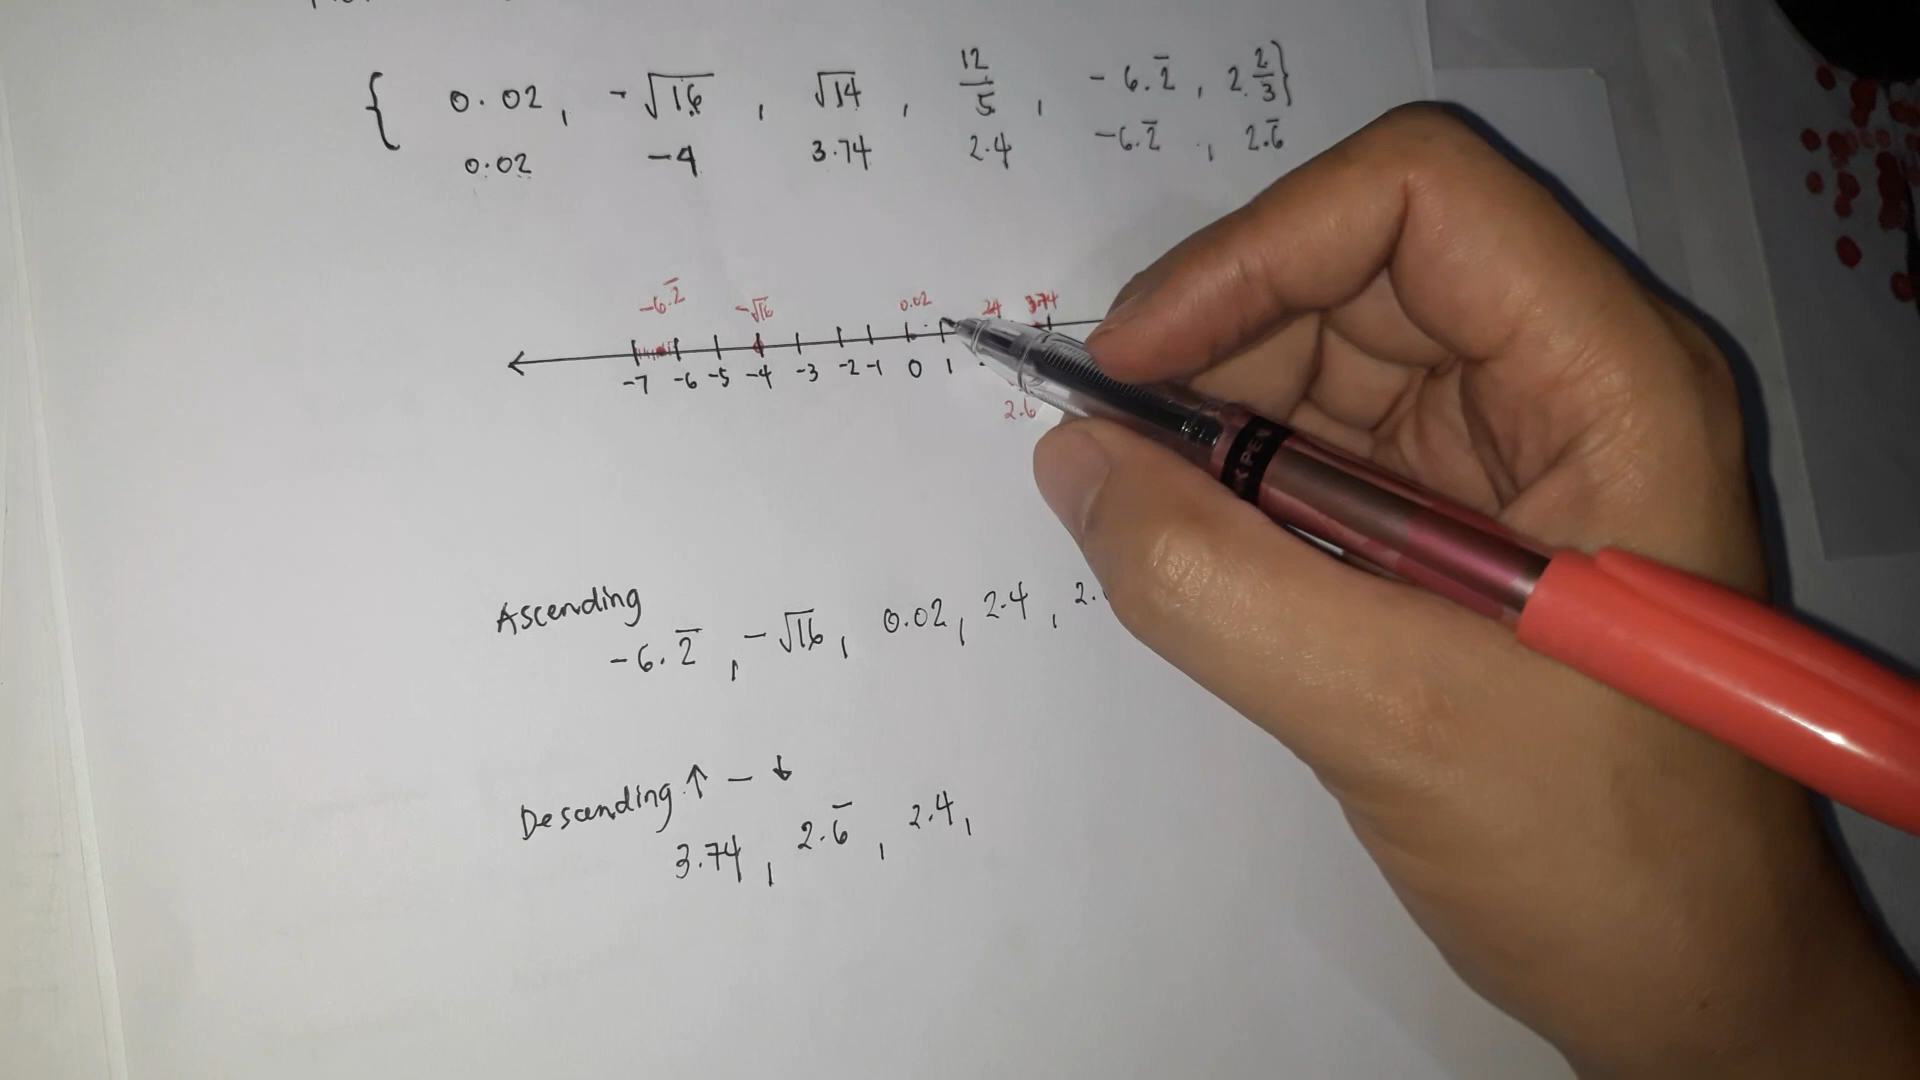 { 0.02, -√16, √14, 12/5, -6.2̅, 2 2/3}
0.02 -4 3.74 2.4 -6.2̅, 2.6̅
-6.2̅ -√16 0.02 2.4 3.74
-7 -6 -5 -4 -3 -2 -1 0 1
2.6
Ascending
-6.2̅, -√16, 0.02, 2.4, 2.
Descending ↑ - ↓
3.74, 2.6̅, 2.4,